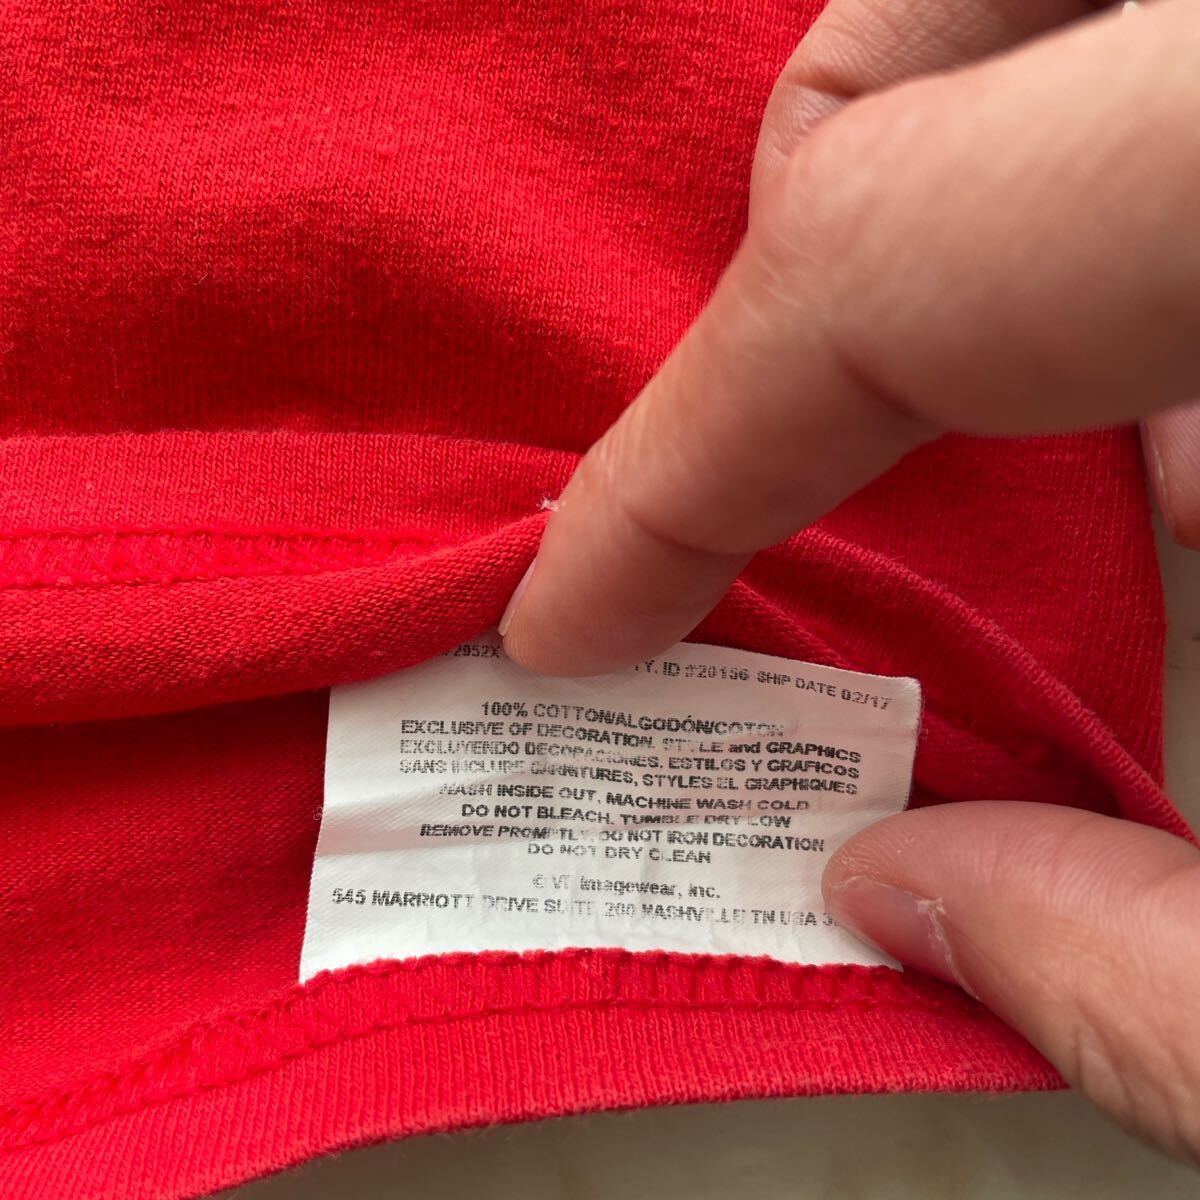 2952X TY. ID #20156 SHIP DATE 02/17
100% COTTON/ALGODÓN/COTON
EXCLUSIVE OF DECORATION. STYLE and GRAPHICS
EXCLUYENDO DECORACIONES, ESTILOS Y GRAFICOS
SANS INCLURE GARNITURES, STYLES EL GRAPHIQUES
WASH INSIDE OUT, MACHINE WASH COLD
DO NOT BLEACH. TUMBLE DRY LOW
REMOVE PROMPTLY. DO NOT IRON DECORATION
DO NOT DRY CLEAN
© VF Imagewear, Inc.
545 MARRIOTT DRIVE SUITE 200 NASHVILLE TN USA